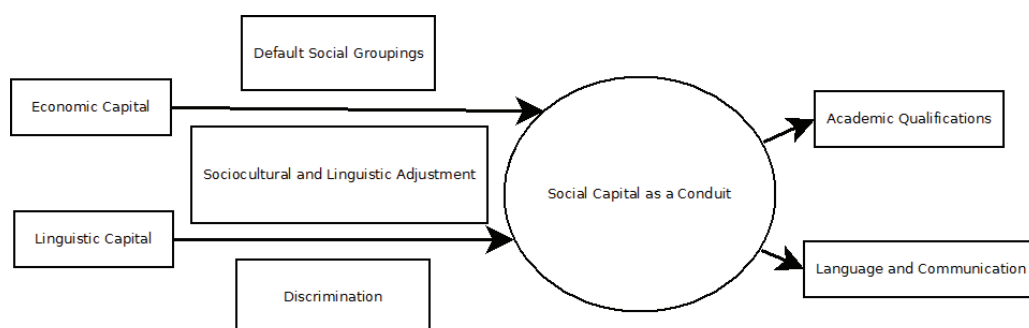 Default Social Groupings
Economic Capital
Academic Qualifications
Sociocultural and Linguistic Adjustment
Social Capital as a Conduit
Linguistic Capital
Language and Communication
Discrimination